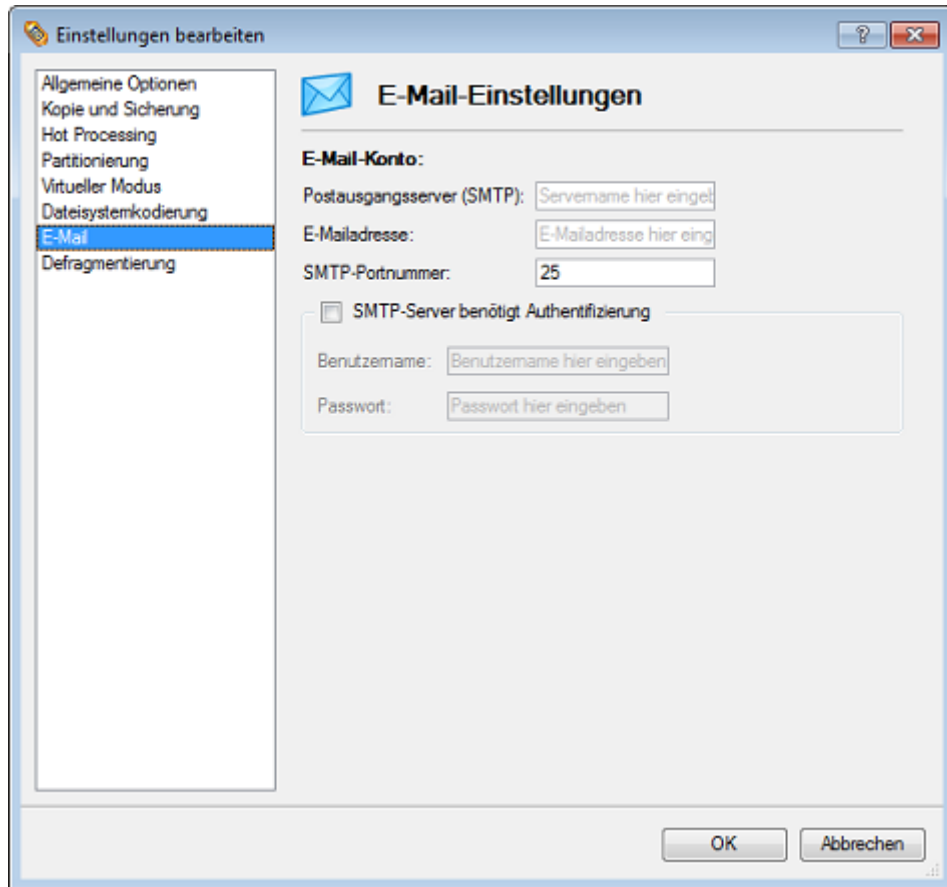 Einstellungen bearbeiten
?
Allgemeine Optionen
Kopie und Sicherung
Hot Processing
Partitionierung
Virtueller Modus
Dateisystemkodierung
E-Mail
Defragmentierung
E-Mail-Einstellungen
E-Mail-Konto:
Postausgangsserver (SMTP): Servername hier eingeb
E-Mailadresse: E-Mailadresse hier eing
SMTP-Portnummer: 25
SMTP-Server benötigt Authentifizierung
Benutzername: Benutzername hier eingeben
Passwort: Passwort hier eingeben
OK Abbrechen